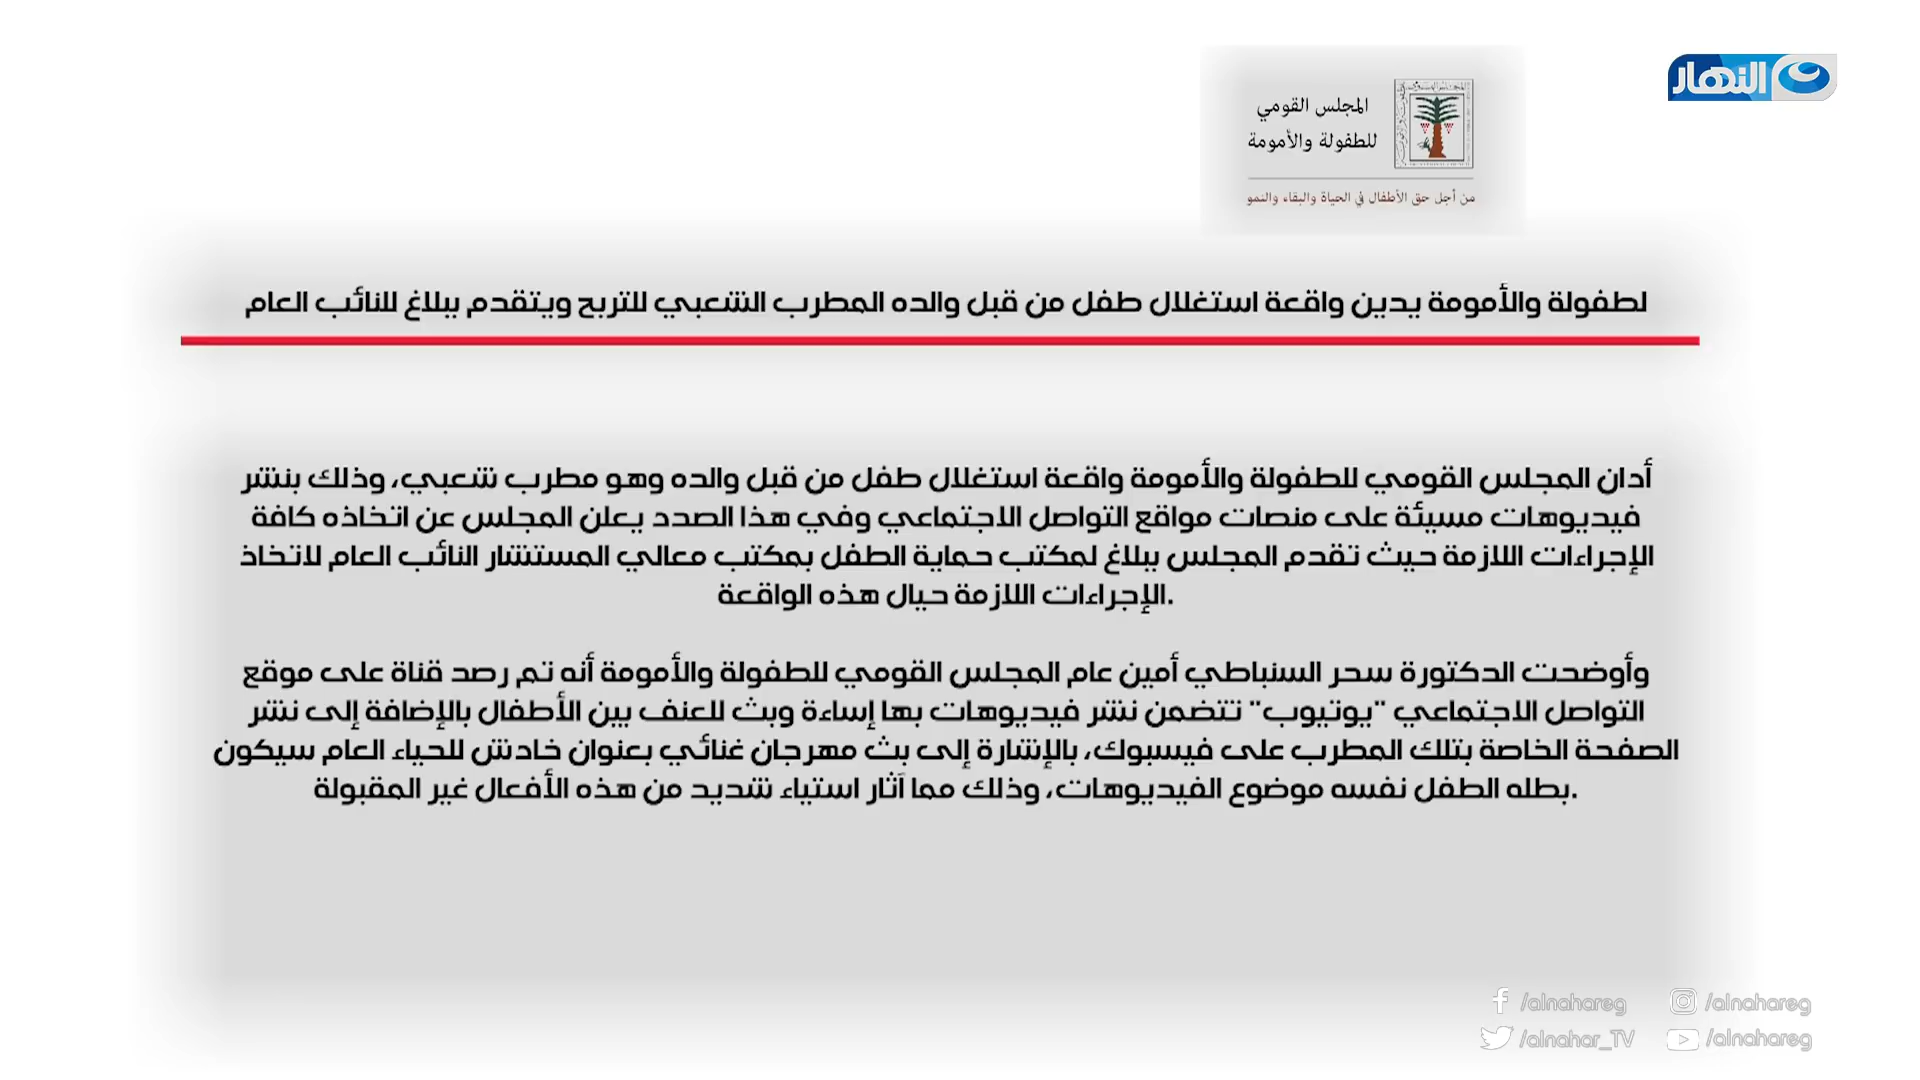 النهار
المجلس القومي
للطفولة والأمومة
من أجل حق الأطفال في الحياة والبقاء والنمو
لطفولة والأمومة يدين واقعة استغلال طفل من قبل والده المطرب الشعبي للتربح ويتقدم ببلاغ للنائب العام
أدان المجلس القومي للطفولة والأمومة واقعة استغلال طفل من قبل والده وهو مطرب شعبي، وذلك بنشر
فيديوهات مسيئة على منصات مواقع التواصل الاجتماعي وفي هذا الصدد يعلن المجلس عن اتخاذه كافة
الإجراءات اللازمة حيث تقدم المجلس ببلاغ لمكتب حماية الطفل بمكتب معالي المستشار النائب العام لاتخاذ
الإجراءات اللازمة حيال هذه الواقعة.
وأوضحت الدكتورة سحر السنباطي أمين عام المجلس القومي للطفولة والأمومة أنه تم رصد قناة على موقع
التواصل الاجتماعي "يوتيوب" تتضمن نشر فيديوهات بها إساءة وبث للعنف بين الأطفال بالإضافة إلى نشر
الصفحة الخاصة بتلك المطرب على فيسبوك، بالإشارة إلى بث مهرجان غنائي بعنوان خادش للحياء العام سيكون
بطله الطفل نفسه موضوع الفيديوهات، وذلك مما أثار استياء شديد من هذه الأفعال غير المقبولة.
/alnahareg /alnahareg
/alnahar_TV /alnahareg